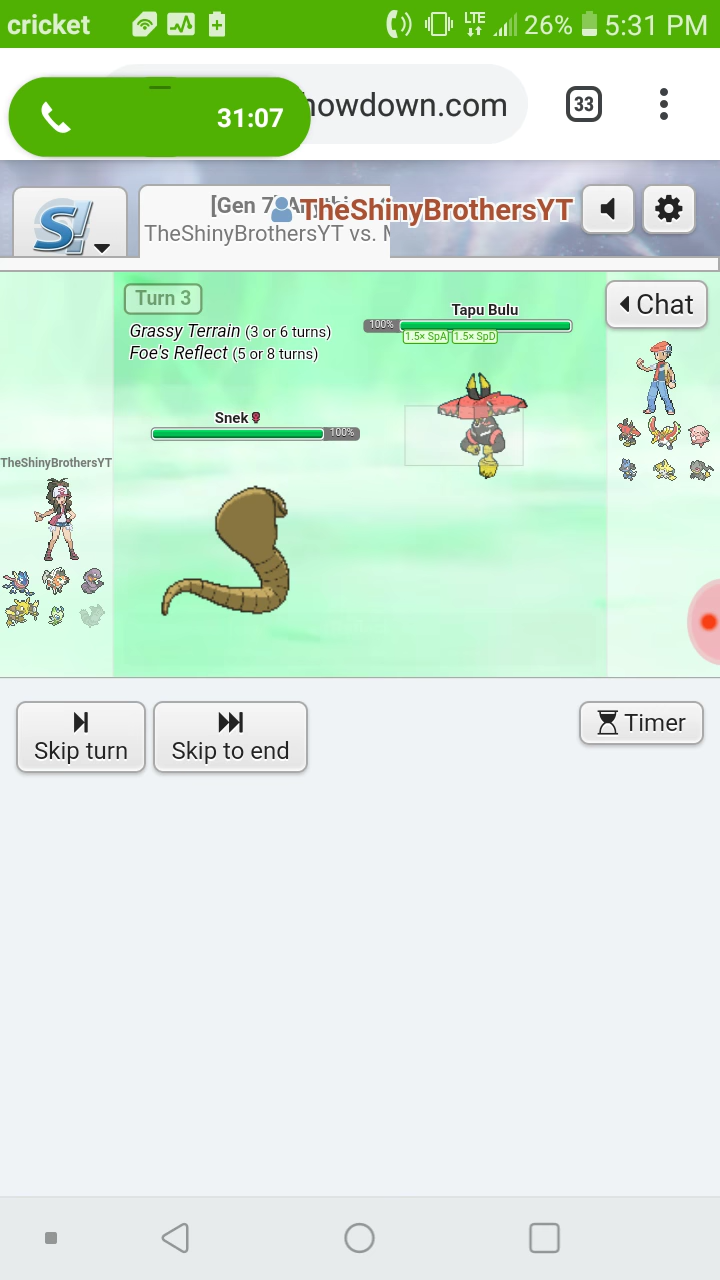 cricket
LTE
26%
5:31 PM
31:07
howdown.com
33
[Gen 7]
TheShinyBrothersYT
TheShinyBrothersYT vs.
Turn 3
Grassy Terrain (3 or 6 turns)
Foe's Reflect (5 or 8 turns)
Tapu Bulu
100%
1.5× SpA 1.5× SpD
Chat
Snek
100%
TheShinyBrothersYT
Skip turn
Skip to end
Timer